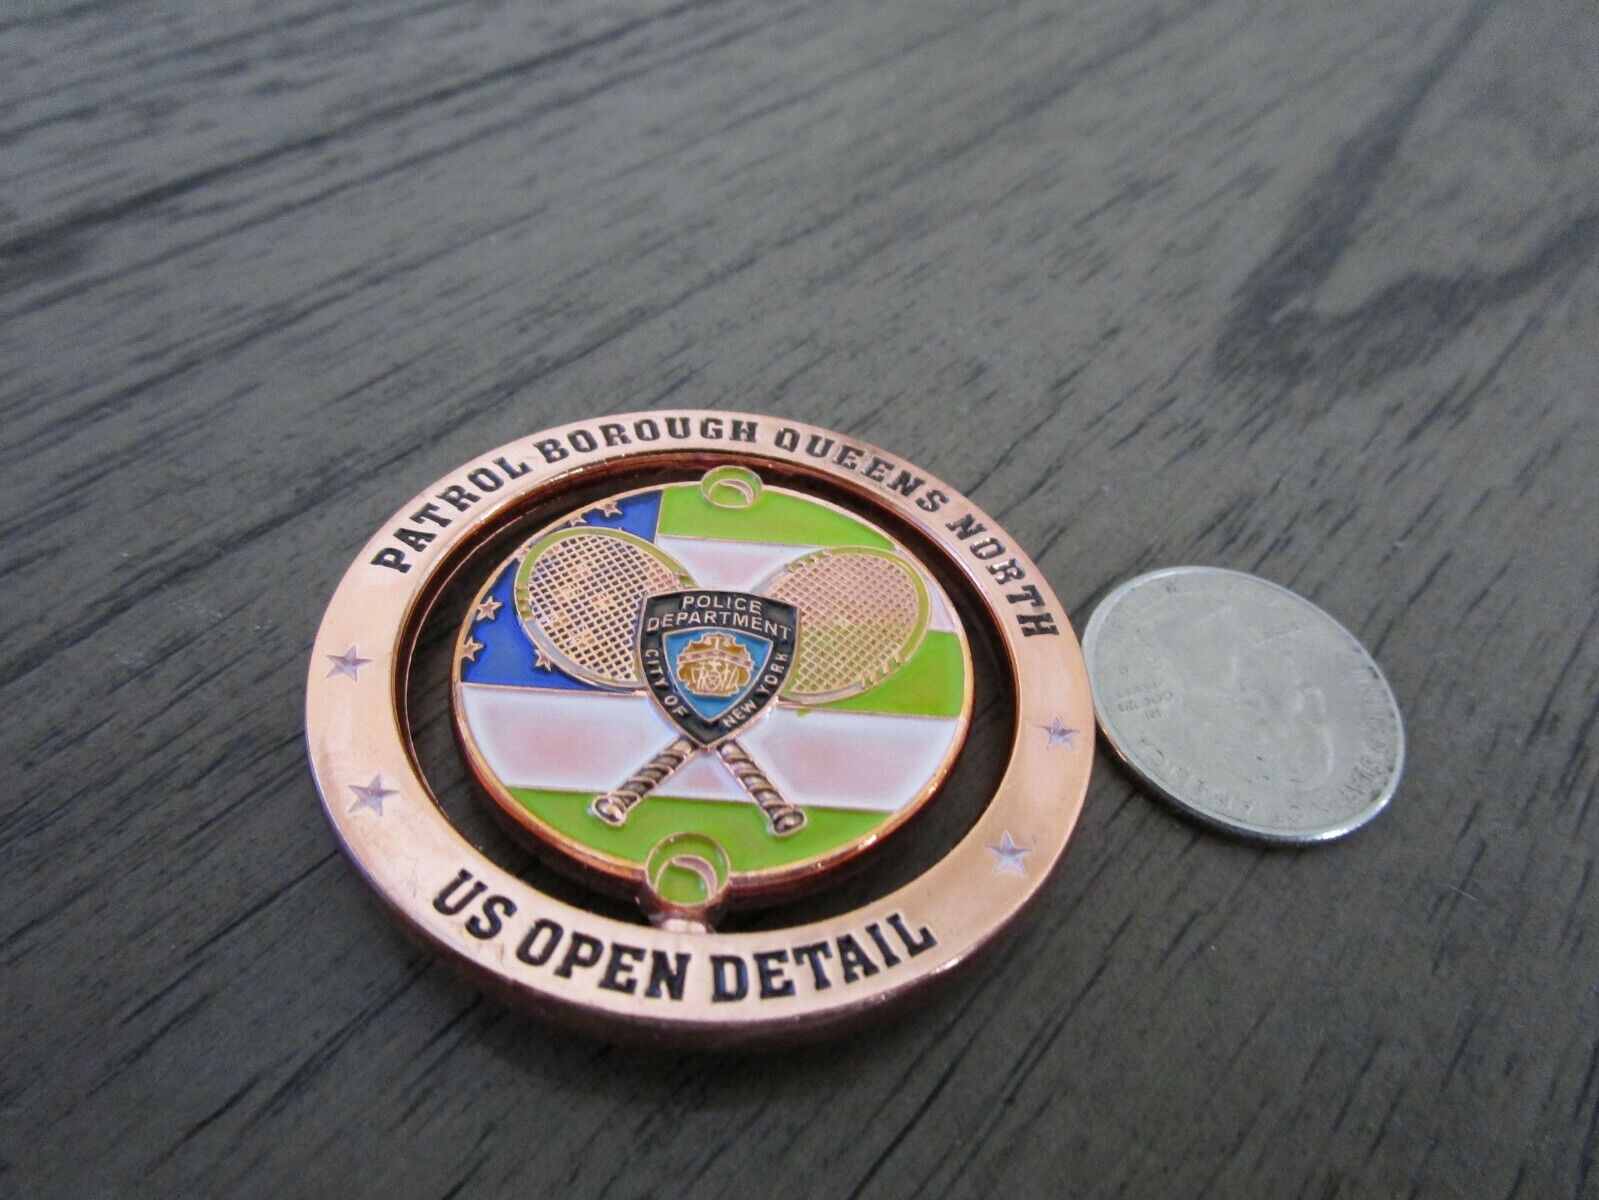 PATROL BOROUGH QUEENS NORTH
POLICE
DEPARTMENT
CITY OF
NEW YORK
US OPEN DETAIL